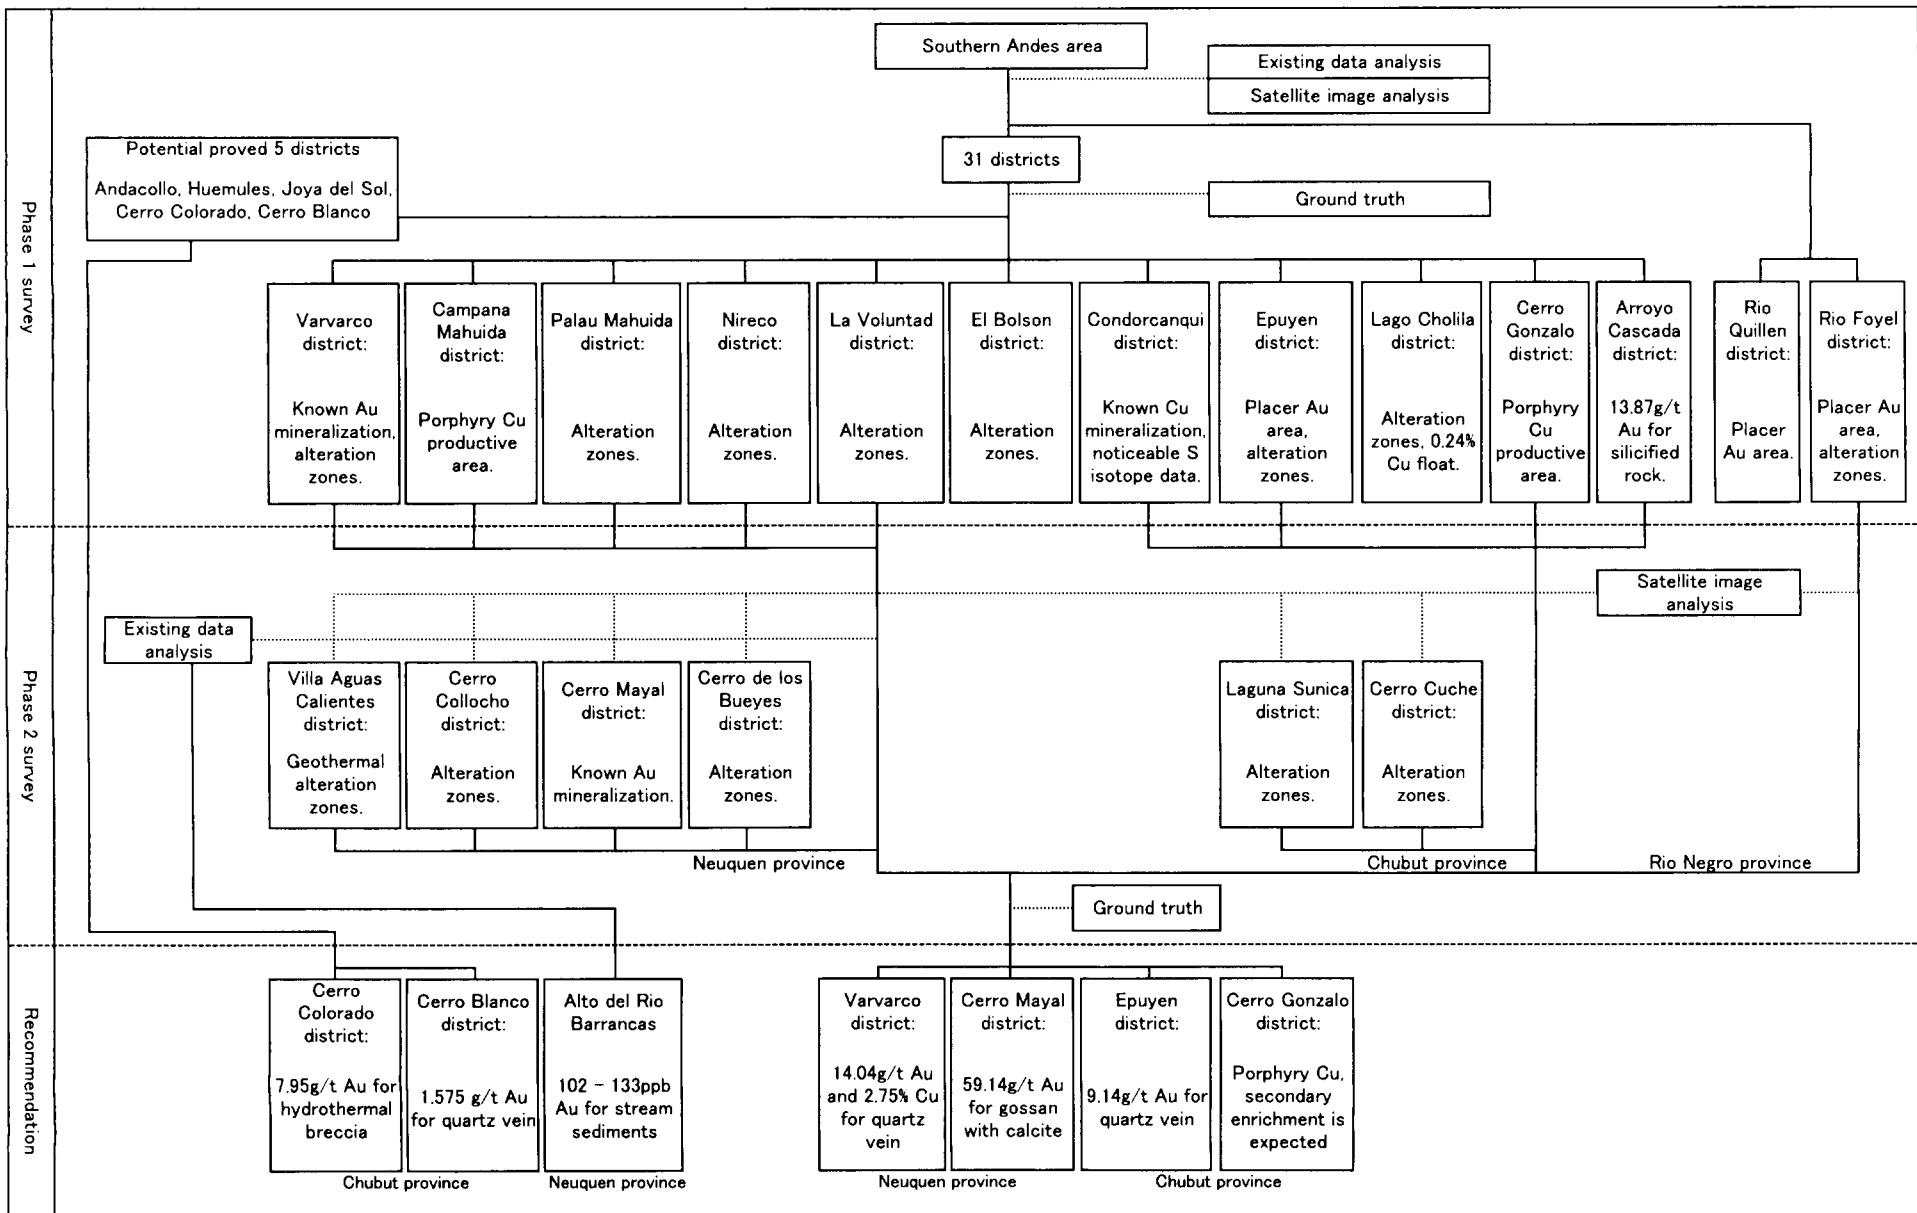 Southern Andes area
Existing data analysis
Satellite image analysis
Phase 1 survey
Potential proved 5 districts
Andacollo, Huemules, Joya del Sol,
Cerro Colorado, Cerro Blanco
31 districts
Ground truth
Varvarco
district:
Known Au
mineralization,
alteration
zones.
Campana
Mahuida
district:
Porphyry Cu
productive
area.
Palau Mahuida
district:
Alteration
zones.
Nireco
district:
Alteration
zones.
La Voluntad
district:
Alteration
zones.
El Bolson
district:
Alteration
zones.
Condorcanqui
district:
Known Cu
mineralization,
noticeable S
isotope data.
Epuyen
district:
Placer Au
area,
alteration
zones.
Lago Cholila
district:
Alteration
zones, 0.24%
Cu float.
Cerro
Gonzalo
district:
Porphyry
Cu
productive
area.
Arroyo
Cascada
district:
13.87g/t
Au for
silicified
rock.
Rio
Quillen
district:
Placer
Au area.
Rio Foyel
district:
Placer Au
area,
alteration
zones.
Phase 2 survey
Satellite image
analysis
Existing data
analysis
Villa Aguas
Calientes
district:
Geothermal
alteration
zones.
Cerro
Collocho
district:
Alteration
zones.
Cerro Mayal
district:
Known Au
mineralization.
Cerro de los
Bueyes
district:
Alteration
zones.
Laguna Sunica
district:
Alteration
zones.
Cerro Cuche
district:
Alteration
zones.
Neuquen province
Chubut province
Rio Negro province
Ground truth
Recommendation
Cerro
Colorado
district:
7.95g/t Au for
hydrothermal
breccia
Cerro Blanco
district:
1.575 g/t Au
for quartz vein
Alto del Rio
Barrancas
102 - 133ppb
Au for stream
sediments
Varvarco
district:
14.04g/t Au
and 2.75% Cu
for quartz
vein
Cerro Mayal
district:
59.14g/t Au
for gossan
with calcite
Epuyen
district:
9.14g/t Au for
quartz vein
Cerro Gonzalo
district:
Porphyry Cu,
secondary
enrichment is
expected
Chubut province
Neuquen province
Neuquen province
Chubut province